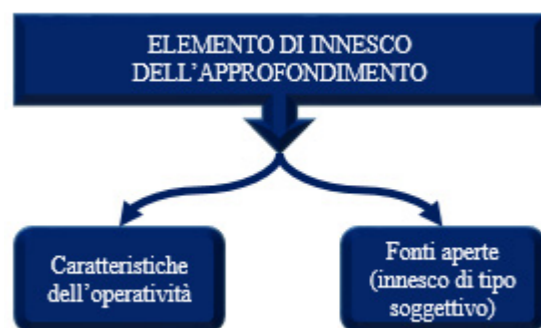 ELEMENTO DI INNESCO
DELL’APPROFONDIMENTO
Caratteristiche
dell’operatività
Fonti aperte
(innesco di tipo
soggettivo)